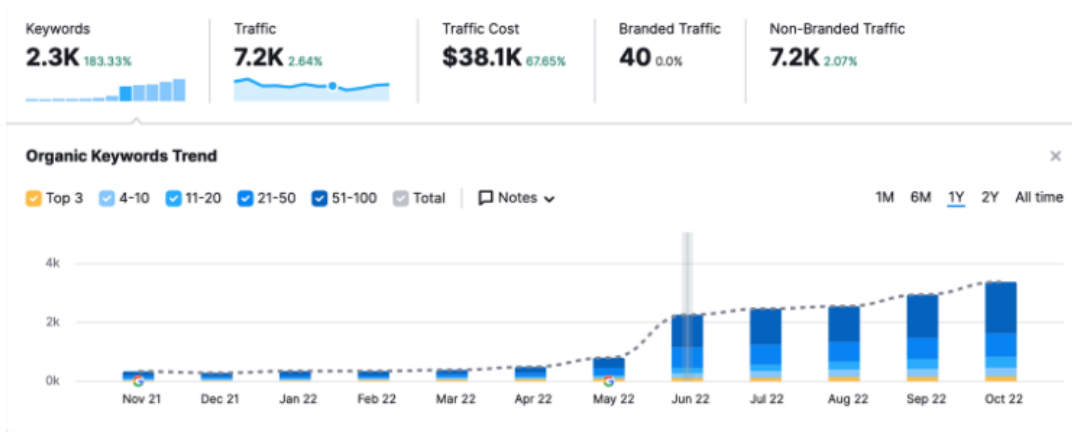 Keywords Traffic Traffic Cost Branded Traffic Non-Branded Traffic
2.3K 183.33% 7.2K 2.64% $38.1K 67.65% 40 0.0% 7.2K 2.07%
Organic Keywords Trend
Top 3 4-10 11-20 21-50 51-100 Total Notes 1M 6M 1Y 2Y All time
4k
2k
0k
Nov 21 Dec 21 Jan 22 Feb 22 Mar 22 Apr 22 May 22 Jun 22 Jul 22 Aug 22 Sep 22 Oct 22